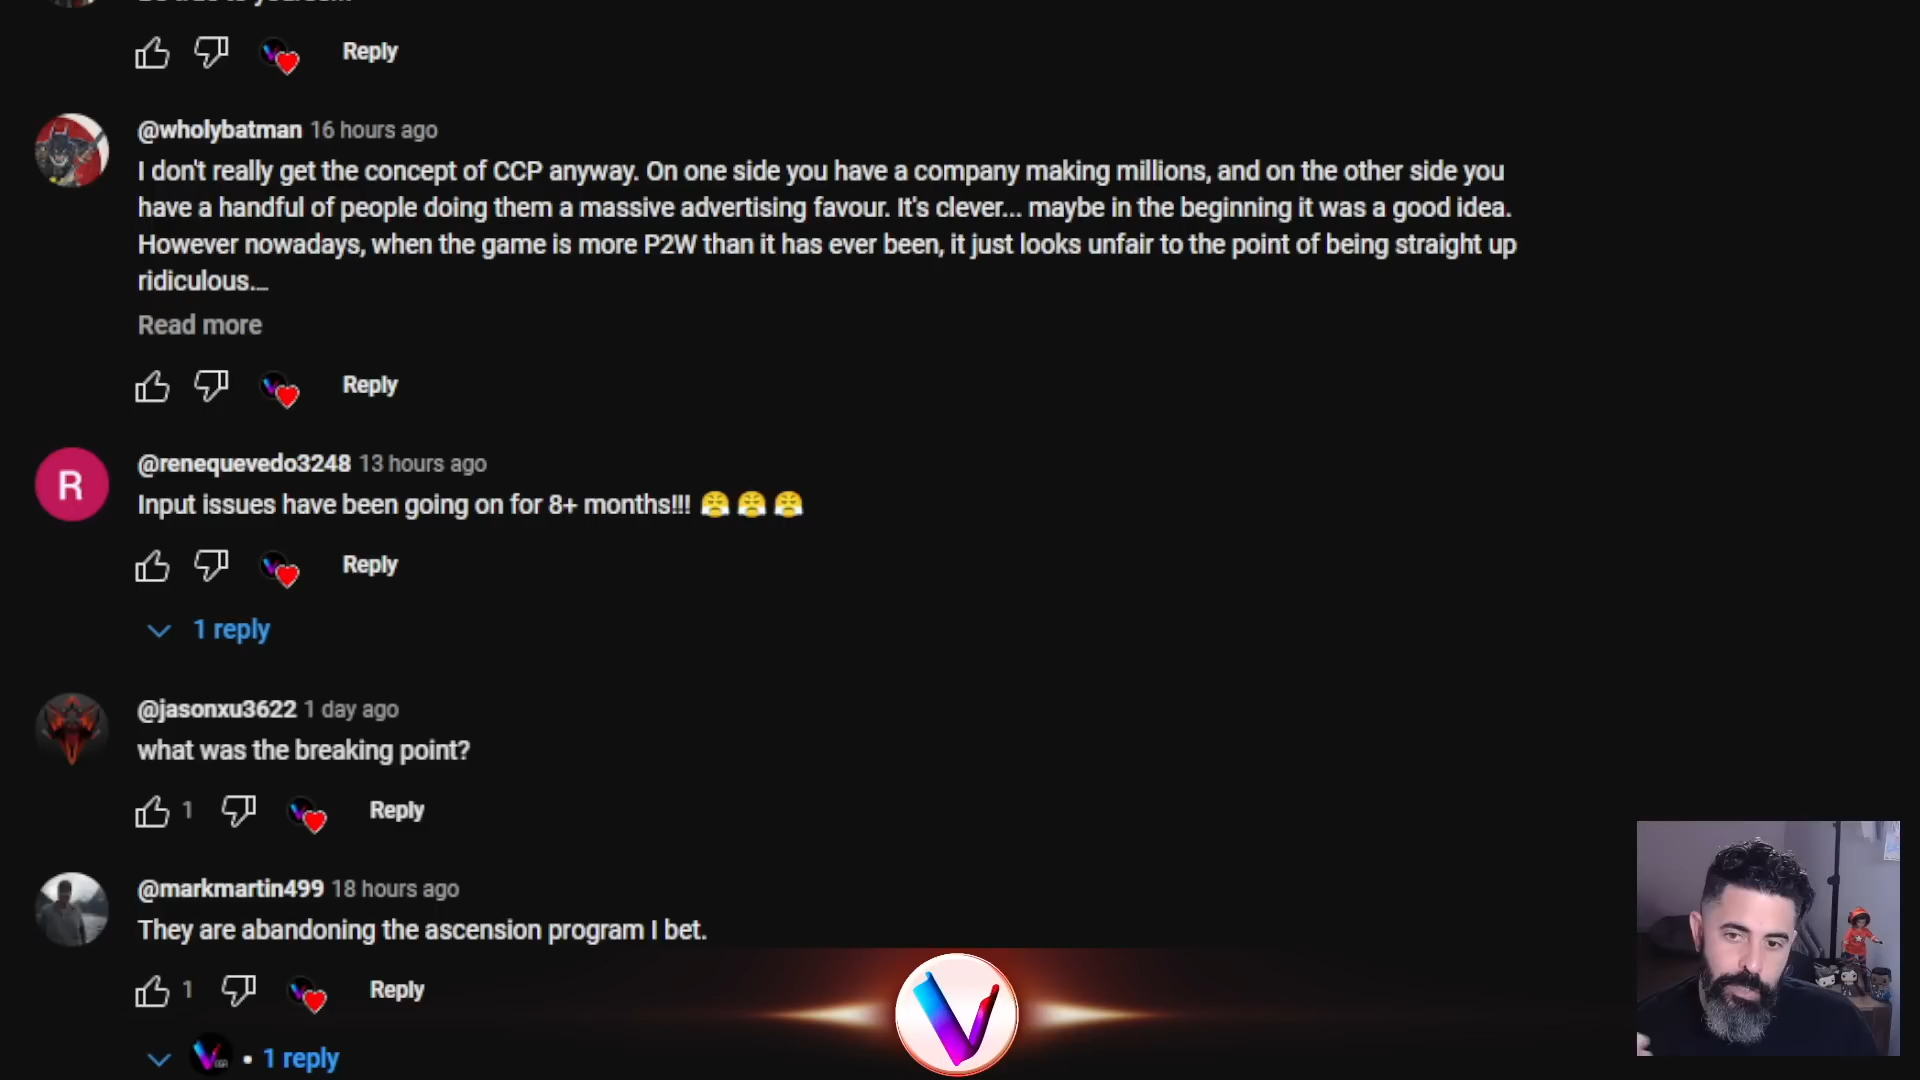 Reply
@wholybatman 16 hours ago
I don't really get the concept of CCP anyway. On one side you have a company making millions, and on the other side you
have a handful of people doing them a massive advertising favour. It's clever... maybe in the beginning it was a good idea.
However nowadays, when the game is more P2W than it has ever been, it just looks unfair to the point of being straight up
ridiculous...
Read more
Reply
R
@renequevedo3248 13 hours ago
Input issues have been going on for 8+ months!!! 😤 😤 😤
Reply
1 reply
@jasonxu3622 1 day ago
what was the breaking point?
1 Reply
@markmartin499 18 hours ago
They are abandoning the ascension program I bet.
1 Reply
• 1 reply
V